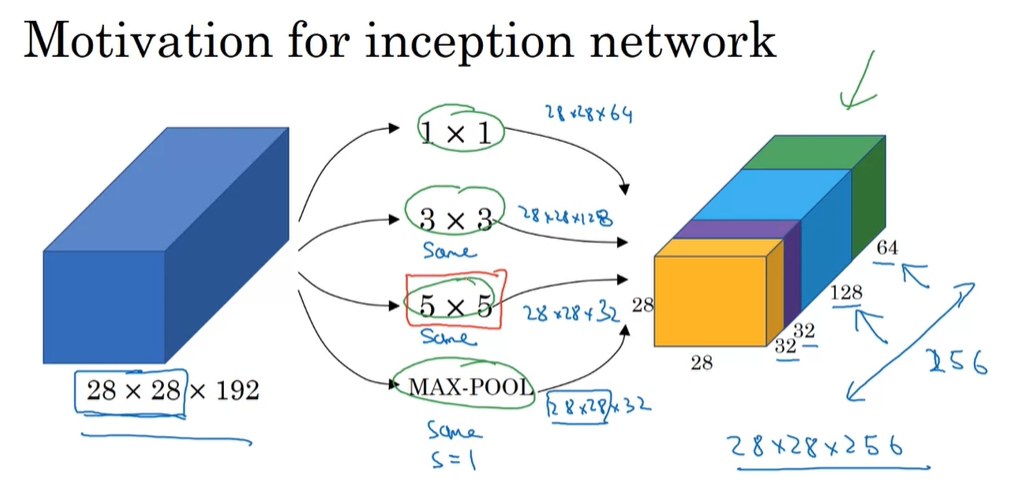 Motivation for inception network
1 × 1
28×28×64
3 × 3
28×28×128
Same
5 × 5
28×28×32
Same
MAX-POOL
28×28×32
Same
s=1
28 × 28 × 192
64
128
32
32
28
28
256
28×28×256